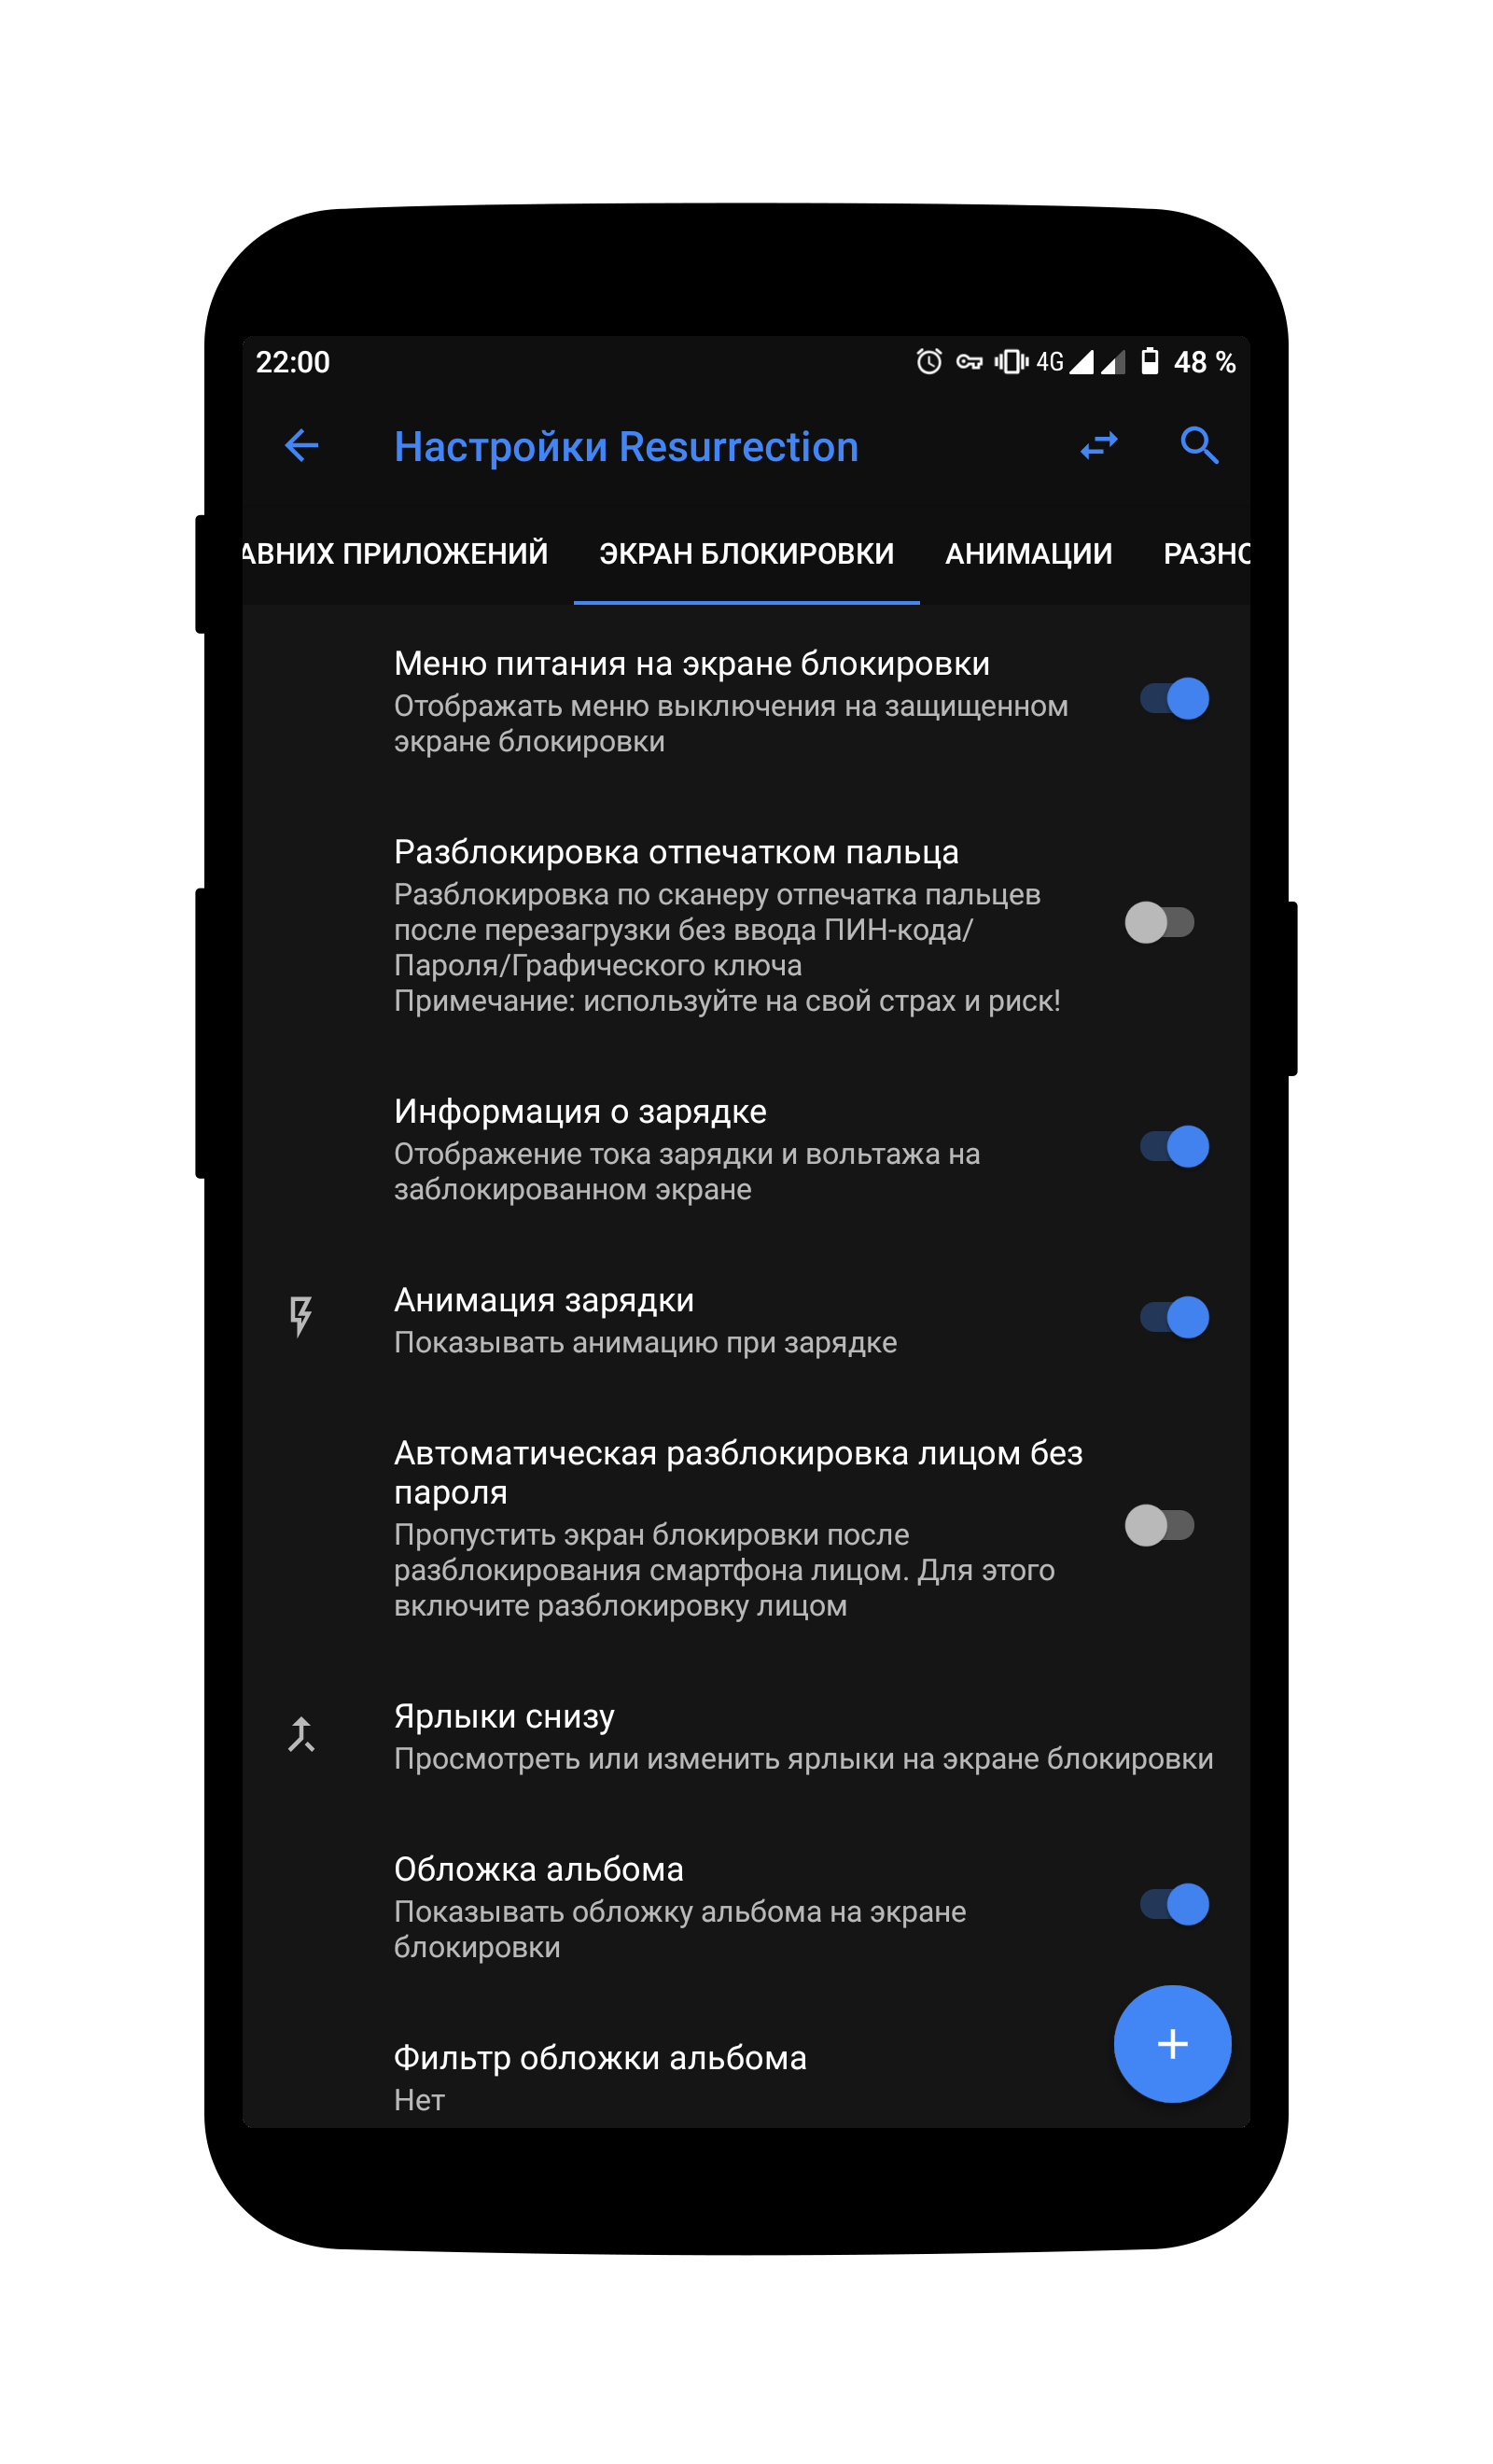 22:00 4G 48 %
Настройки Resurrection
АВНИХ ПРИЛОЖЕНИЙ ЭКРАН БЛОКИРОВКИ АНИМАЦИИ РАЗНО
Меню питания на экране блокировки
Отображать меню выключения на защищенном
экране блокировки
Разблокировка отпечатком пальца
Разблокировка по сканеру отпечатка пальцев
после перезагрузки без ввода ПИН-кода/
Пароля/Графического ключа
Примечание: используйте на свой страх и риск!
Информация о зарядке
Отображение тока зарядки и вольтажа на
заблокированном экране
Анимация зарядки
Показывать анимацию при зарядке
Автоматическая разблокировка лицом без
пароля
Пропустить экран блокировки после
разблокирования смартфона лицом. Для этого
включите разблокировку лицом
Ярлыки снизу
Просмотреть или изменить ярлыки на экране блокировки
Обложка альбома
Показывать обложку альбома на экране
блокировки
Фильтр обложки альбома
Нет